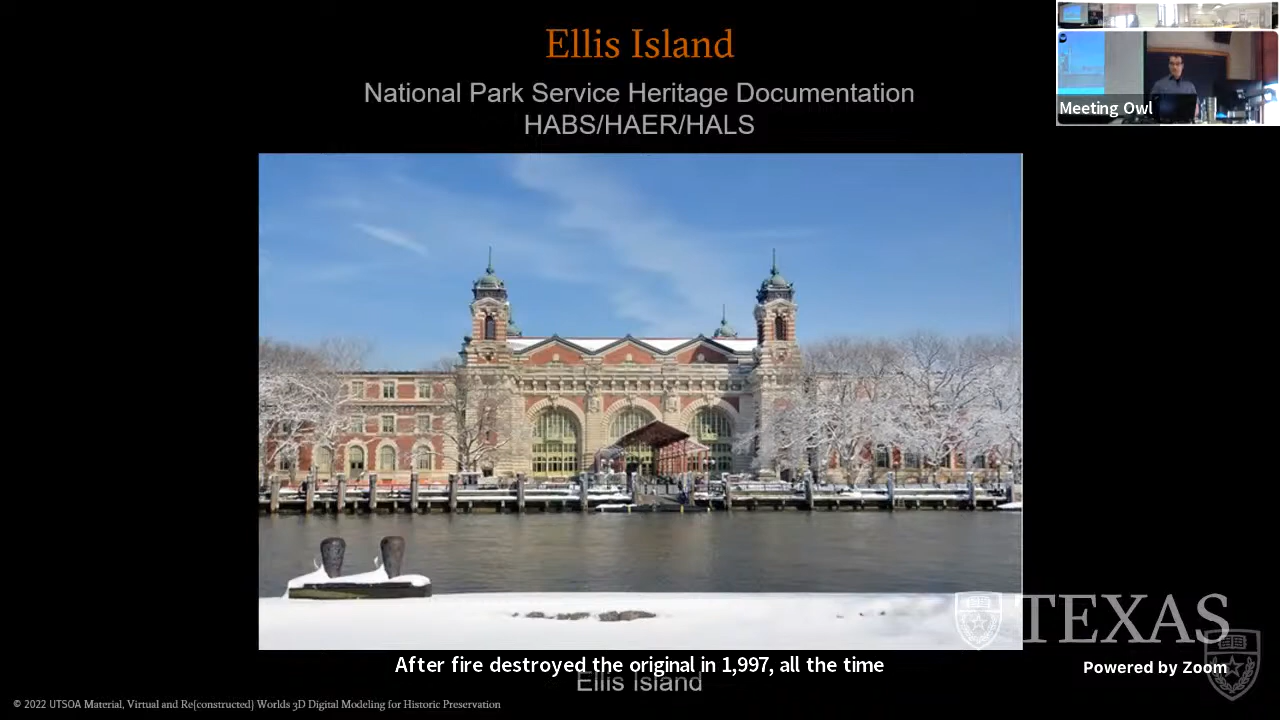 Ellis Island
National Park Service Heritage Documentation
HABS/HAER/HALS
Meeting Owl
TEXAS
After fire destroyed the original in 1,997, all the time
Powered by Zoom
Ellis Island
© 2022 UTSOA Material, Virtual and Re(constructed) Worlds 3D Digital Modeling for Historic Preservation